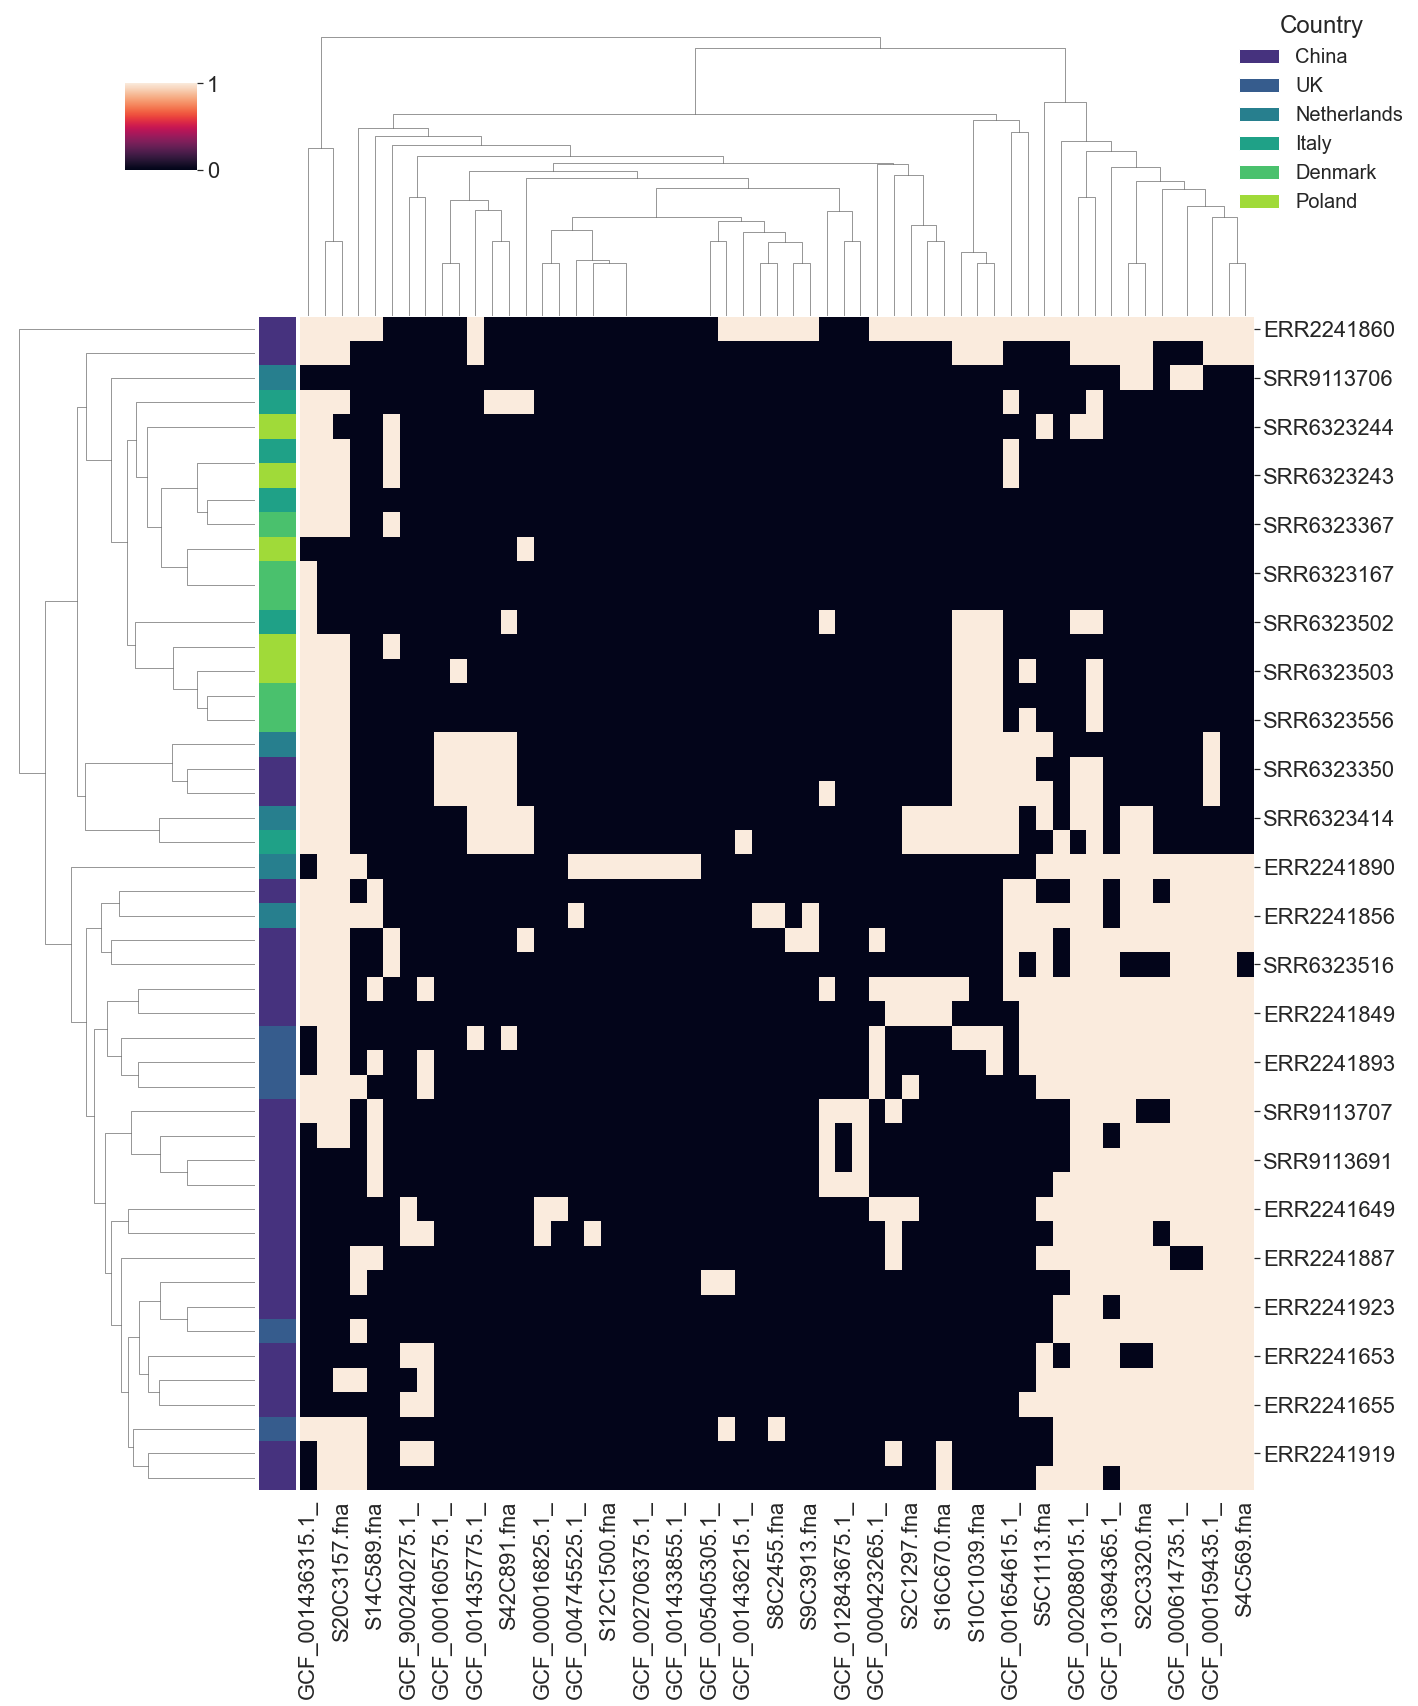 Country
China
UK
Netherlands
Italy
Denmark
Poland
1
0
ERR2241860
SRR9113706
SRR6323244
SRR6323243
SRR6323367
SRR6323167
SRR6323502
SRR6323503
SRR6323556
SRR6323350
SRR6323414
ERR2241890
ERR2241856
SRR6323516
ERR2241849
ERR2241893
SRR9113707
SRR9113691
ERR2241649
ERR2241887
ERR2241923
ERR2241653
ERR2241655
ERR2241919
GCF_001436315.1_
S20C3157.fna
S14C589.fna
GCF_900240275.1_
GCF_000160575.1_
GCF_001435775.1_
S42C891.fna
GCF_000016825.1_
GCF_004745525.1_
S12C1500.fna
GCF_002706375.1_
GCF_001433855.1_
GCF_005405305.1_
GCF_001436215.1_
S8C2455.fna
S9C3913.fna
GCF_012843675.1_
GCF_000423265.1_
S2C1297.fna
S16C670.fna
S10C1039.fna
GCF_001654615.1_
S5C1113.fna
GCF_002088015.1_
GCF_013694365.1_
S2C3320.fna
GCF_000614735.1_
GCF_000159435.1_
S4C569.fna